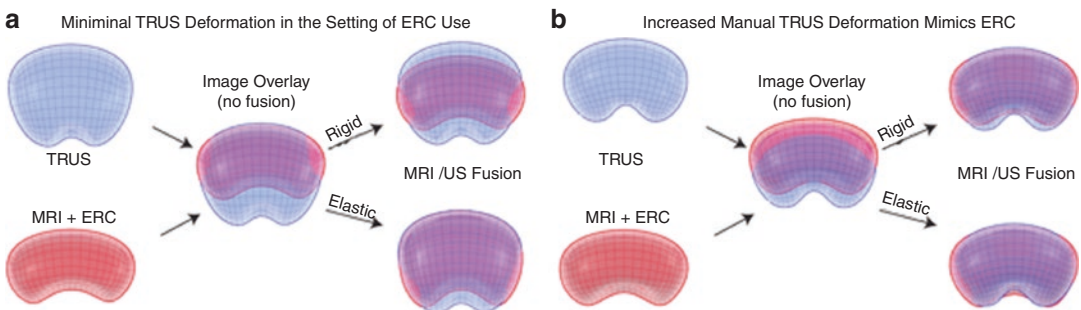 a Miniminal TRUS Deformation in the Setting of ERC Use
TRUS
MRI + ERC
Image Overlay
(no fusion)
Rigid
Elastic
MRI /US Fusion
b Increased Manual TRUS Deformation Mimics ERC
TRUS
MRI + ERC
Image Overlay
(no fusion)
Rigid
Elastic
MRI /US Fusion